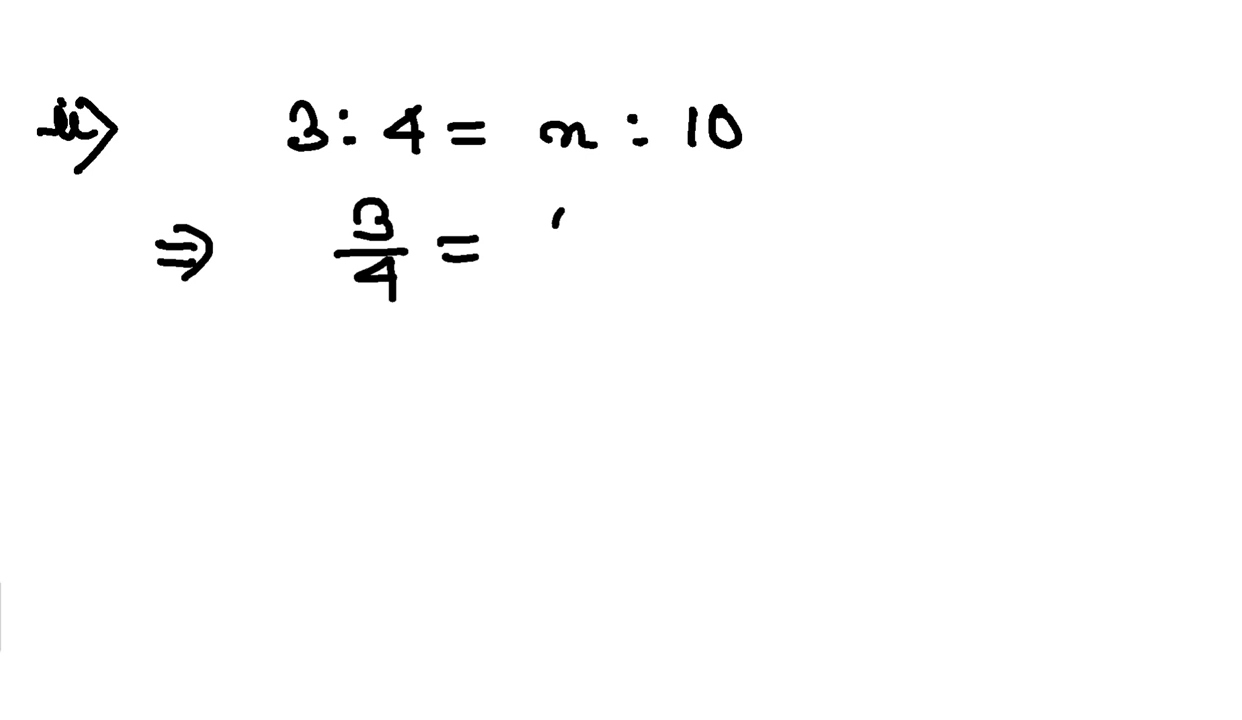 ii) 3 : 4 = n : 10
⇒ 3/4 =